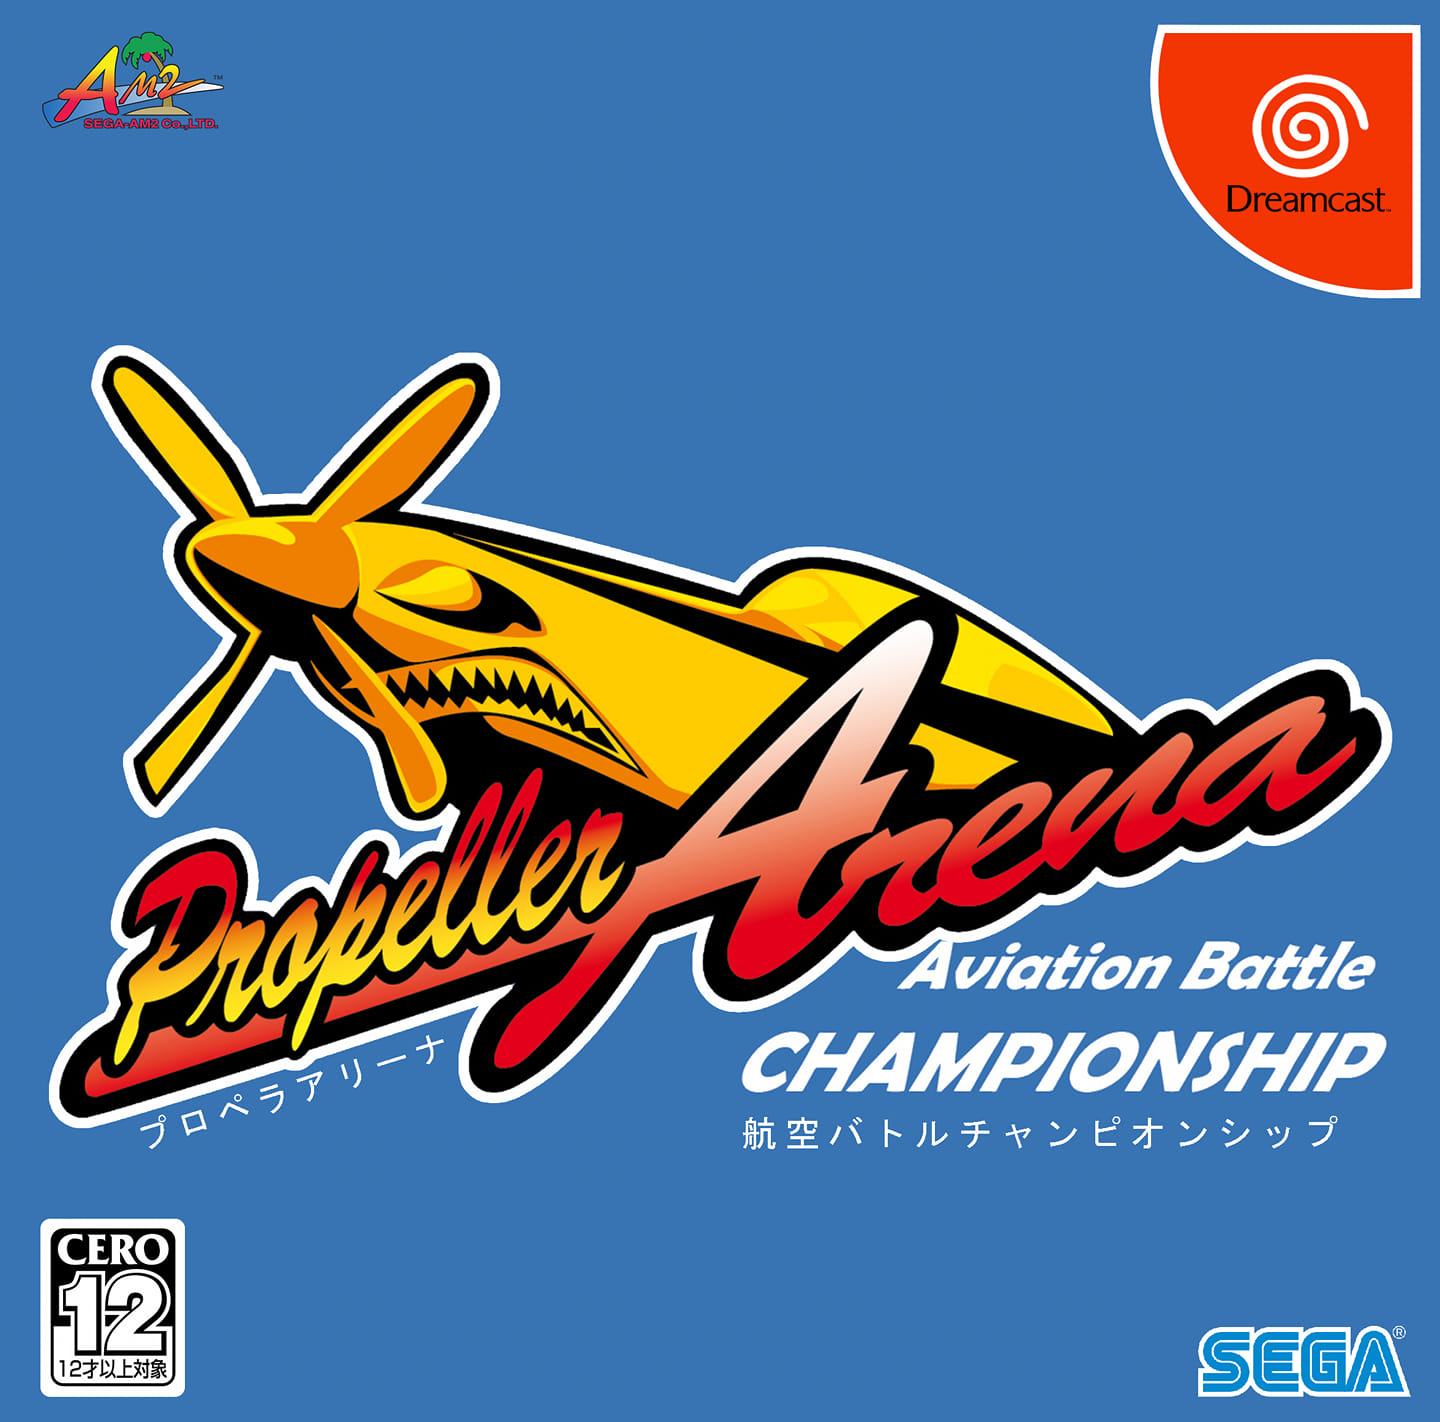 AM2 ™
SEGA-AM2 Co.,LTD.
Dreamcast™
Propeller Arena
プロペラアリーナ
Aviation Battle
CHAMPIONSHIP
航空バトルチャンピオンシップ
CERO
12
12才以上対象
SEGA®